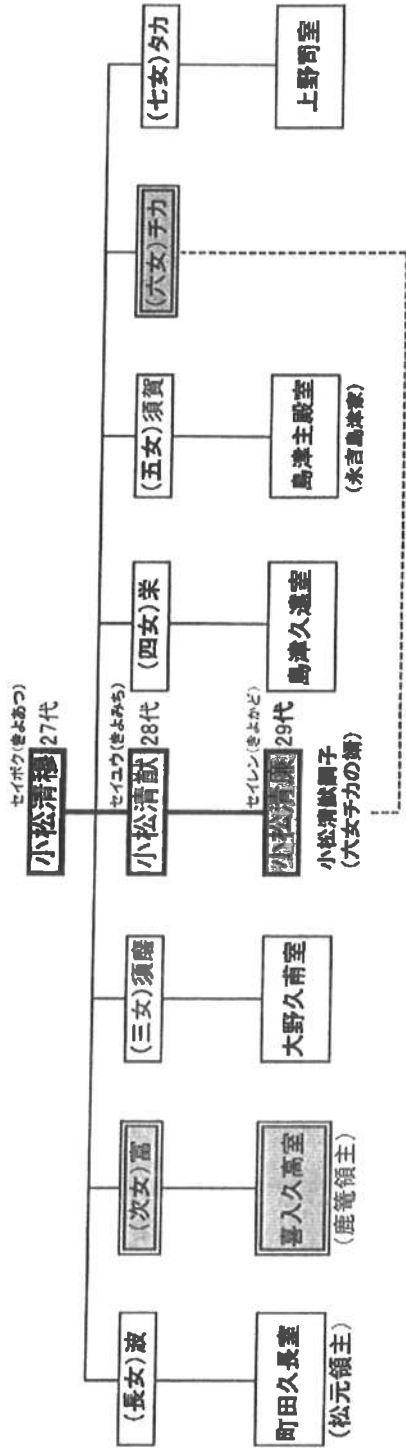 セイボク(きよあつ)
小松清穆 27代
(長女)波
(次女)富
(三女)須磨
セイユウ(きよみち)
小松清猷 28代
(四女)栄
(五女)須賀
(六女)チカ
(七女)タカ
町田久長室
(松元領主)
喜入久高室
(鹿篭領主)
大野久甫室
セイレン(きよかど)
小松清廉 29代
小松清猷嗣子
(六女チカの婿)
島津久遠室
島津主殿室
(永吉島津家)
上野司室